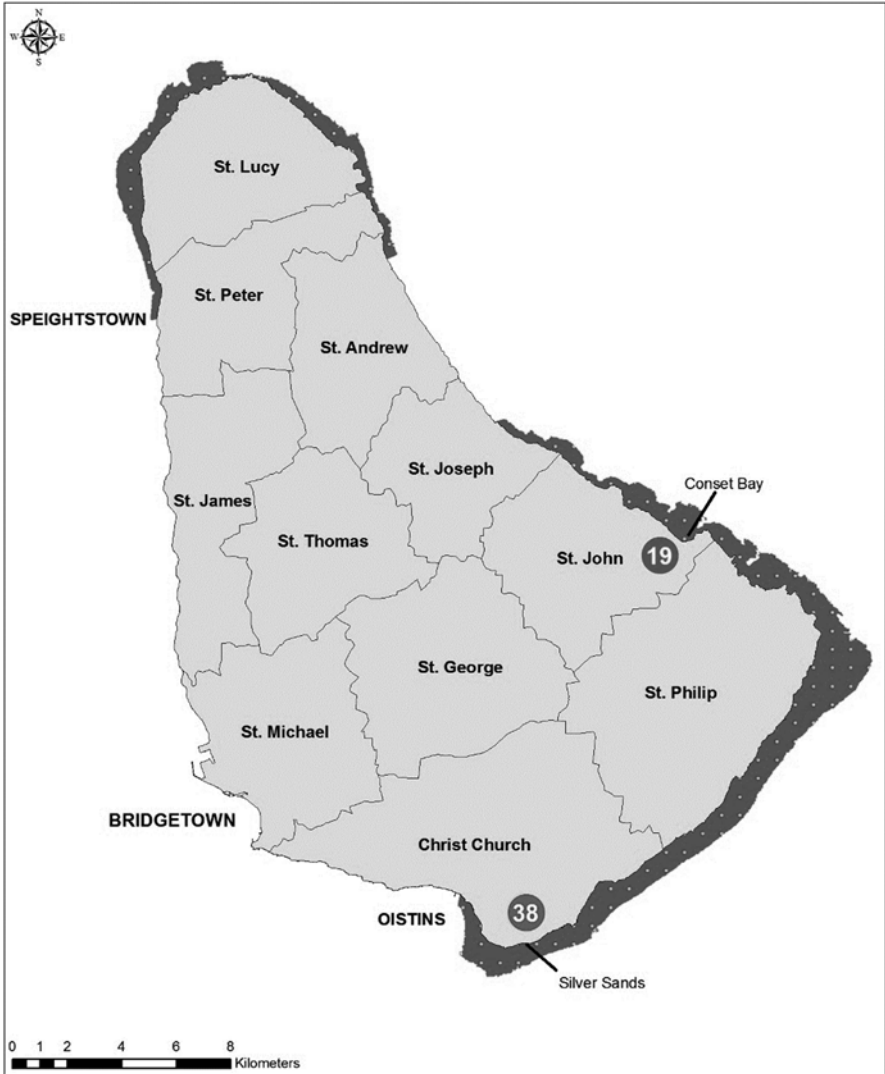 N
W E
S
St. Lucy
St. Peter
SPEIGHTSTOWN
St. Andrew
St. Joseph
Conset Bay
St. James
St. Thomas
St. John
19
St. George
St. Philip
St. Michael
BRIDGETOWN
Christ Church
OISTINS
38
Silver Sands
0 1 2 4 6 8
Kilometers